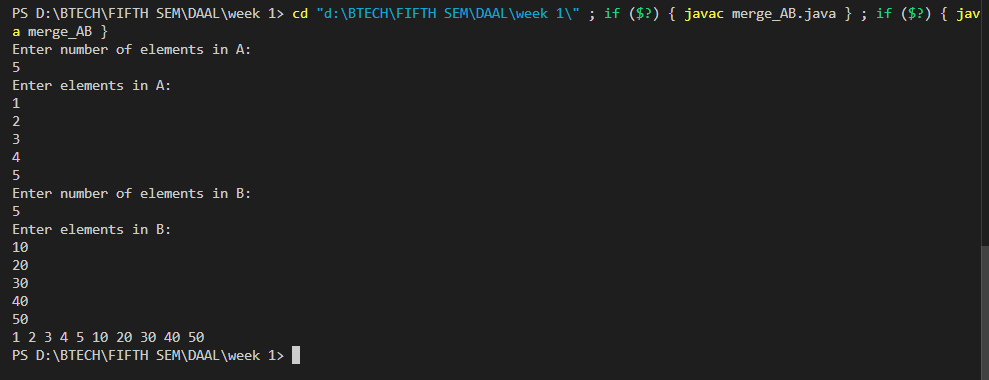 PS D:\BTECH\FIFTH SEM\DAAL\week 1> cd "d:\BTECH\FIFTH SEM\DAAL\week 1\" ; if ($?) { javac merge_AB.java } ; if ($?) { jav
a merge_AB }
Enter number of elements in A:
5
Enter elements in A:
1
2
3
4
5
Enter number of elements in B:
5
Enter elements in B:
10
20
30
40
50
1 2 3 4 5 10 20 30 40 50
PS D:\BTECH\FIFTH SEM\DAAL\week 1>